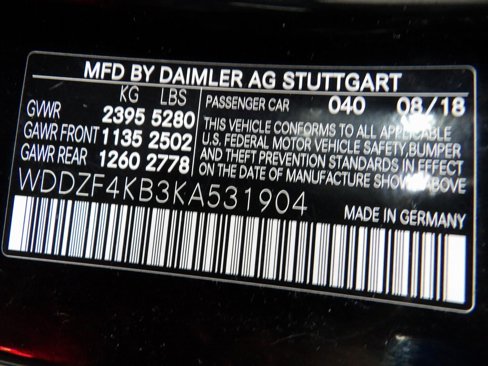 MFD BY DAIMLER AG STUTTGART
KG LBS
GVWR 2395 5280
GAWR FRONT 1135 2502
GAWR REAR 1260 2778
PASSENGER CAR 040 08/18
THIS VEHICLE CONFORMS TO ALL APPLICABLE
U.S. FEDERAL MOTOR VEHICLE SAFETY, BUMPER
AND THEFT PREVENTION STANDARDS IN EFFECT
ON THE DATE OF MANUFACTURE SHOWN ABOVE
WDDZF4KB3KA531904
MADE IN GERMANY